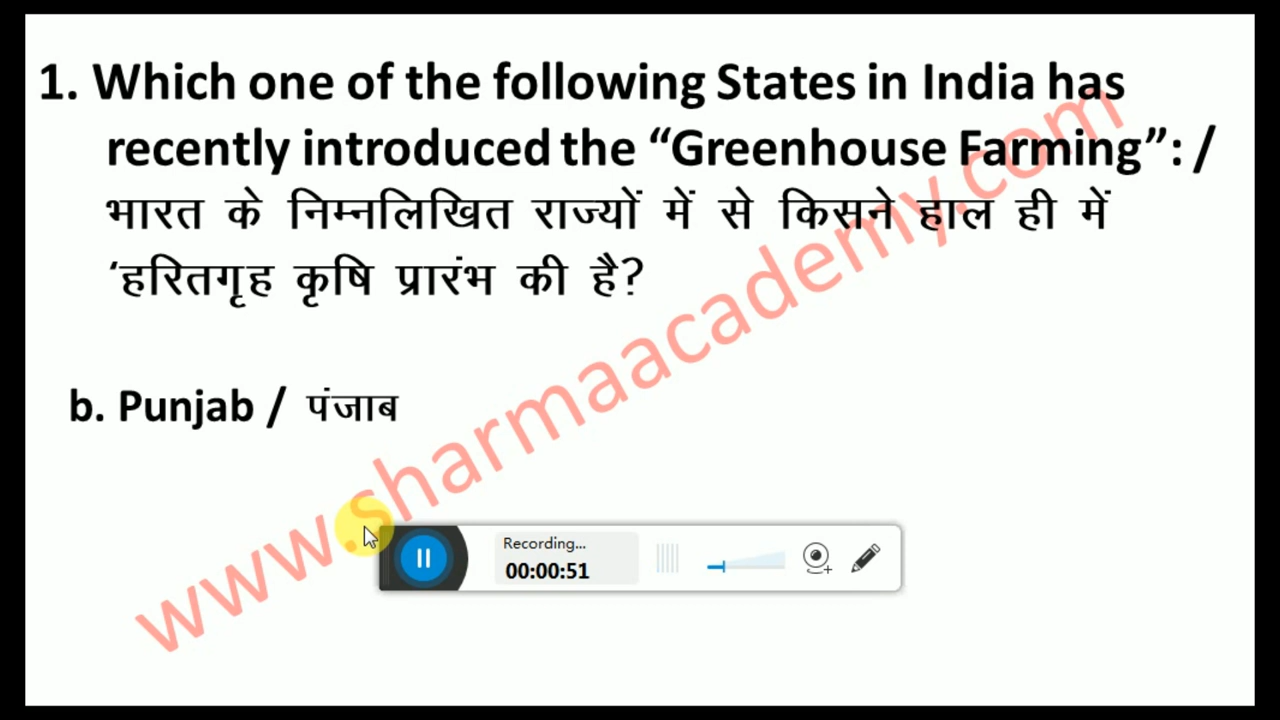 1. Which one of the following States in India has
recently introduced the “Greenhouse Farming”: /
भारत के निम्नलिखित राज्यों में से किसने हाल ही में
‘हरितगृह कृषि प्रारंभ की है?
b. Punjab / पंजाब
www.sharmaacademy.com
Recording...
00:00:51